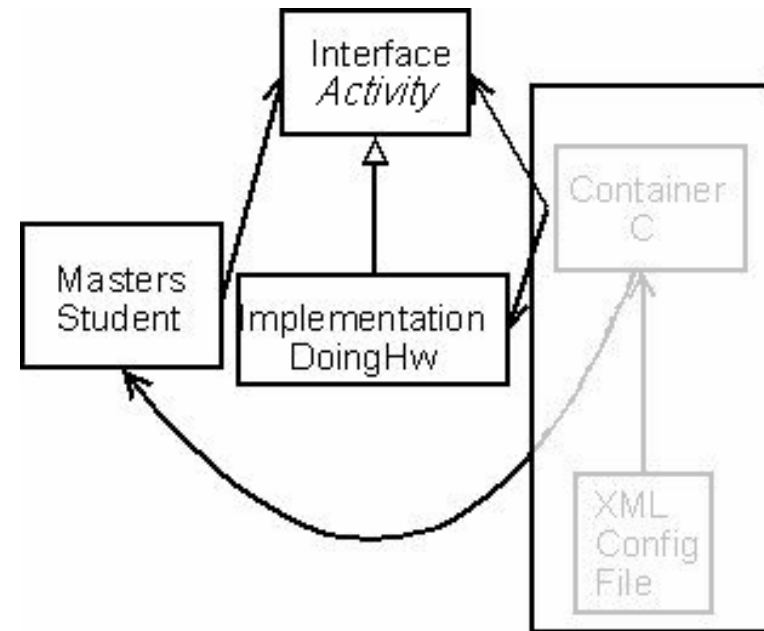 Interface
Activity
Container
C
Masters
Student
Implementation
DoingHw
XML
Config
File